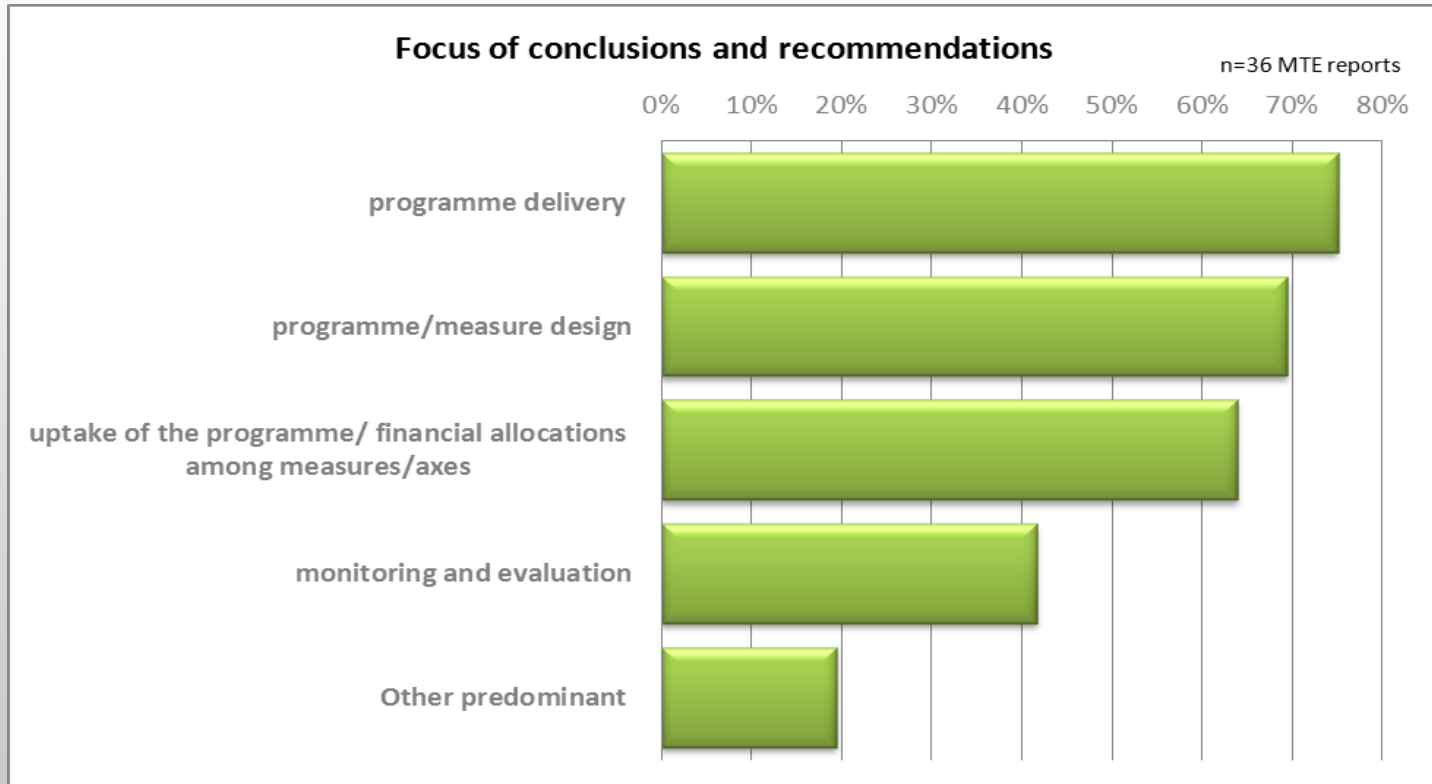 Focus of conclusions and recommendations
n=36 MTE reports
0% 10% 20% 30% 40% 50% 60% 70% 80%
programme delivery
programme/measure design
uptake of the programme/ financial allocations
among measures/axes
monitoring and evaluation
Other predominant